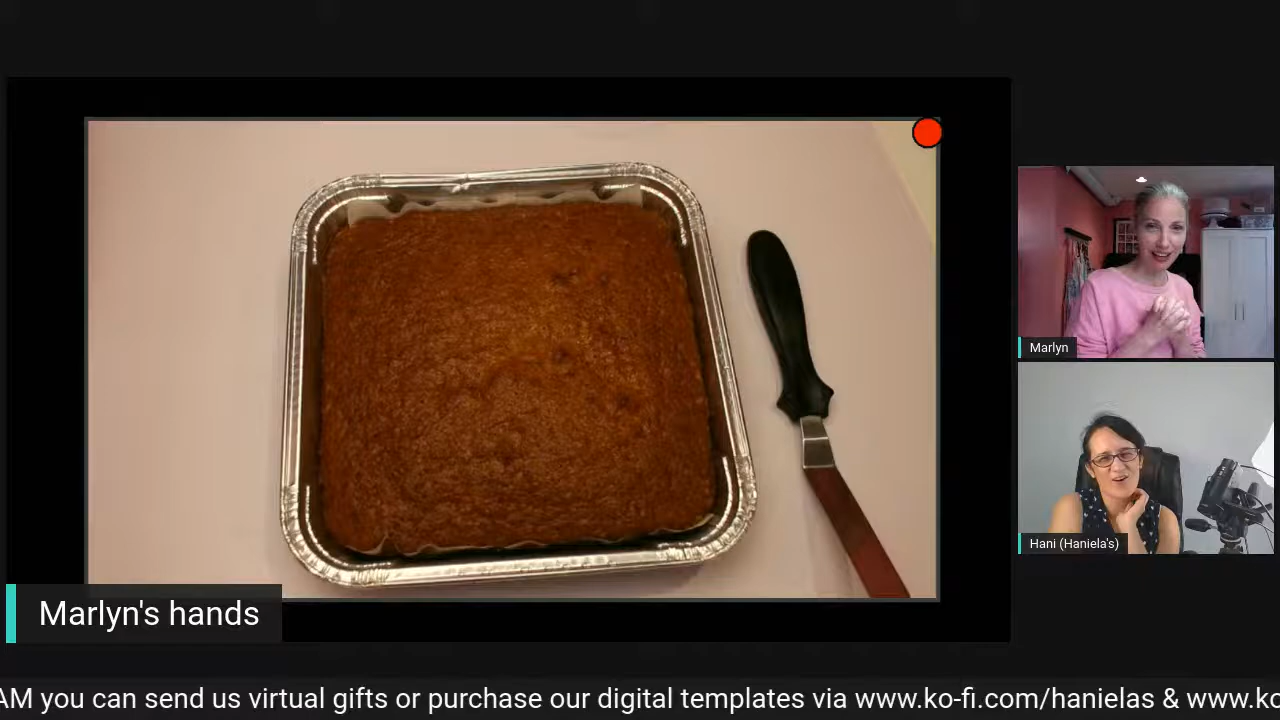 Marlyn
Hani (Haniela's)
Marlyn's hands
AM you can send us virtual gifts or purchase our digital templates via www.ko-fi.com/hanielas & www.ko